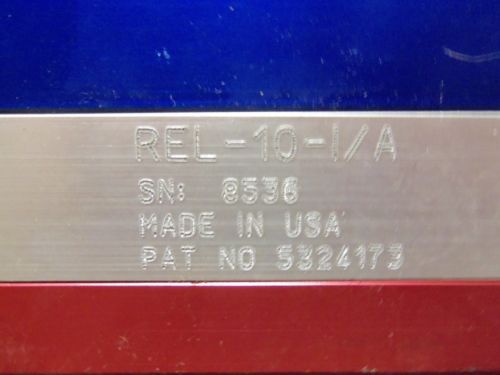 REL-10-I/A
SN: 8536
MADE IN USA
PAT NO 5324173